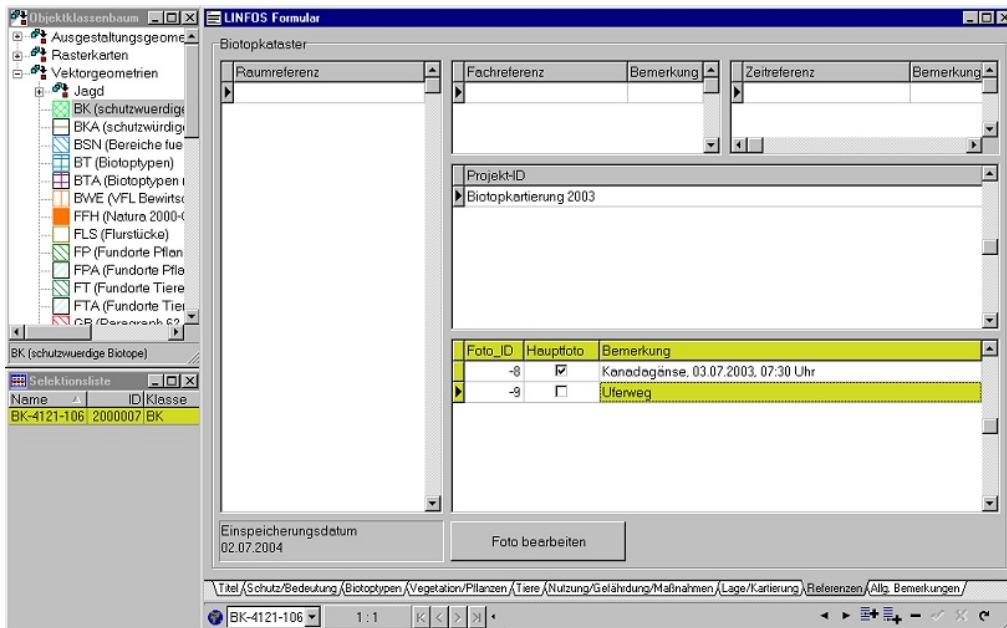 Objektklassenbaum
Ausgestaltungsgeome
Rasterkarten
Vektorgeometrien
Jagd
BK (schutzwuerdige
BKA (schutzwürdig
BSN (Bereiche fue
BT (Biotoptypen)
BTA (Biotoptypen
BWE (VFL Bewirtsc
FFH (Natura 2000-
FLS (Flurstücke)
FP (Fundorte Pflan
FPA (Fundorte Pfla
FT (Fundorte Tiere
FTA (Fundorte Tier
GB (Paragraph 62
BK (schutzwuerdige Biotope)
Selektionsliste
Name ID Klasse
BK-4121-106 2000007 BK
LINFOS Formular
Biotopkataster
Raumreferenz
Fachreferenz Bemerkung
Zeitreferenz Bemerkung
Projekt-ID
Biotopkartierung 2003
Foto_ID Hauptfoto Bemerkung
-8 Kanadagänse, 03.07.2003, 07:30 Uhr
-9 Uferweg
Einspeicherungsdatum
02.07.2004
Foto bearbeiten
Titel Schutz/Bedeutung Biotoptypen Vegetation/Pflanzen Tiere Nutzung/Gefährdung/Maßnahmen Lage/Kartierung Referenzen Allg. Bemerkungen
BK-4121-106 1 : 1